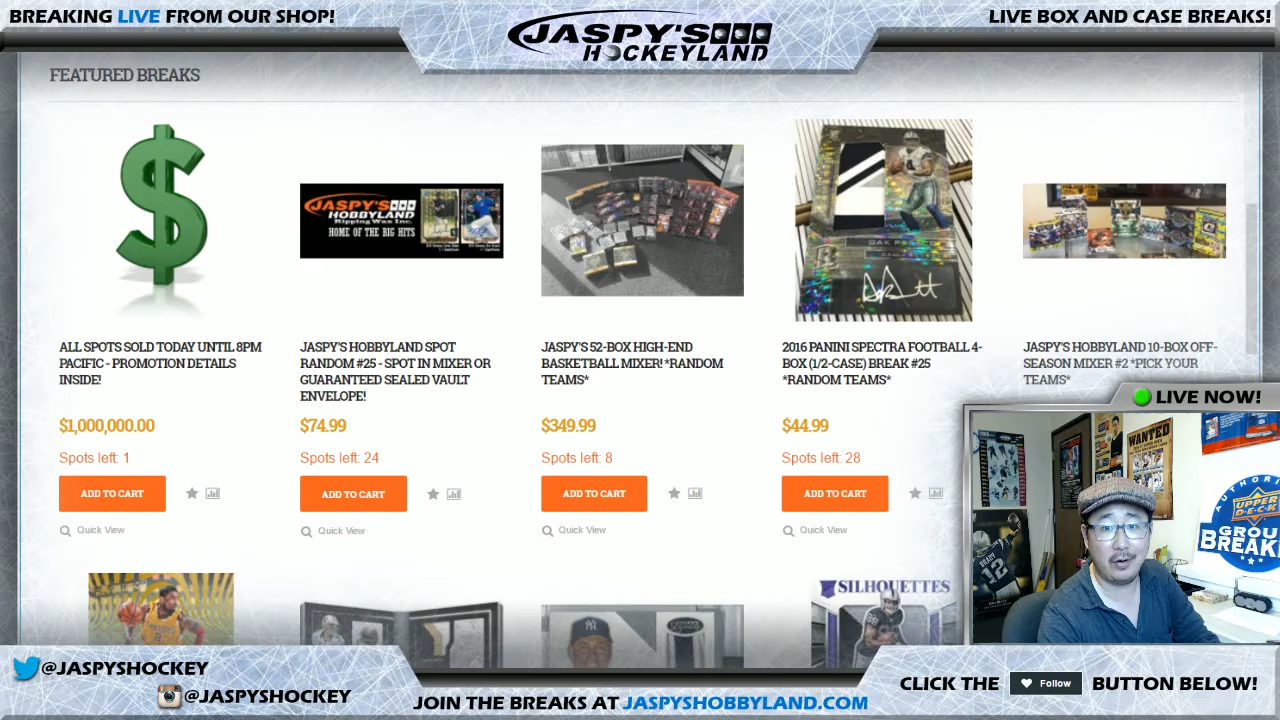 BREAKING LIVE FROM OUR SHOP!
JASPY'S
HOCKEYLAND
LIVE BOX AND CASE BREAKS!
FEATURED BREAKS
JASPY'S
HOBBYLAND
Ripping Wax Inc.
HOME OF THE BIG HITS
ALL SPOTS SOLD TODAY UNTIL 8PM
PACIFIC - PROMOTION DETAILS
INSIDE!
$1,000,000.00
Spots left: 1
ADD TO CART
Quick View
JASPY'S HOBBYLAND SPOT
RANDOM #25 - SPOT IN MIXER OR
GUARANTEED SEALED VAULT
ENVELOPE!
$74.99
Spots left: 24
ADD TO CART
Quick View
JASPY'S 52-BOX HIGH-END
BASKETBALL MIXER! *RANDOM
TEAMS*
$349.99
Spots left: 8
ADD TO CART
Quick View
2016 PANINI SPECTRA FOOTBALL 4-
BOX (1/2-CASE) BREAK #25
*RANDOM TEAMS*
$44.99
Spots left: 28
ADD TO CART
Quick View
JASPY'S HOBBYLAND 10-BOX OFF-
SEASON MIXER #2 *PICK YOUR
TEAMS*
LIVE NOW!
WANTED
UPPER
DECK
BRADY
12
SILHOUETTES
@JASPYSHOCKEY
@JASPYSHOCKEY
JOIN THE BREAKS AT JASPYSHOBBYLAND.COM
CLICK THE Follow BUTTON BELOW!